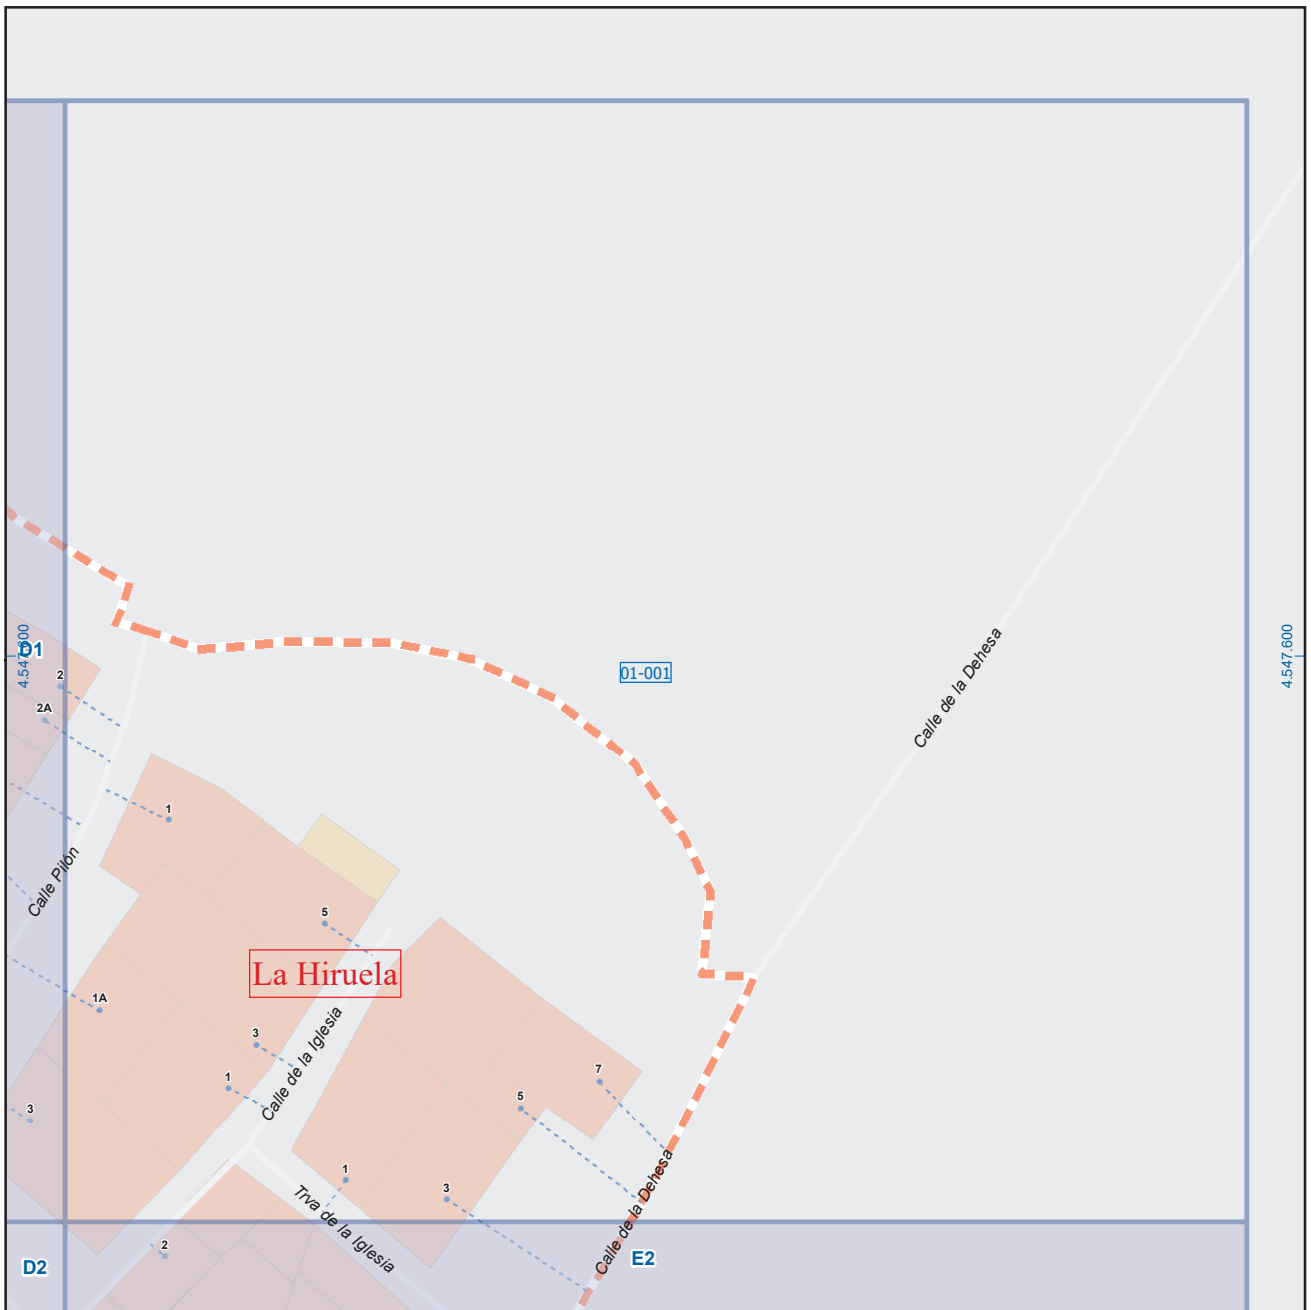 Calle de la Dehesa
4.547.600
D1
4.547.600
01-001
2
2A
1
Calle Pilón
5
La Hiruela
1A
3
Calle de la Iglesia
1
7
5
3
1
3
Trva de la Iglesia
Calle de la Dehesa
2
D2
E2